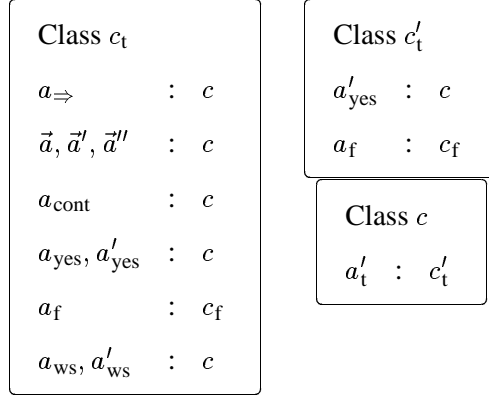 Class c_t
a_⇒ : c
a⃗, a⃗′, a⃗″ : c
a_cont : c
a_yes, a′_yes : c
a_f : c_f
a_ws, a′_ws : c
Class c′_t
a′_yes : c
a_f : c_f
Class c
a′_t : c′_t